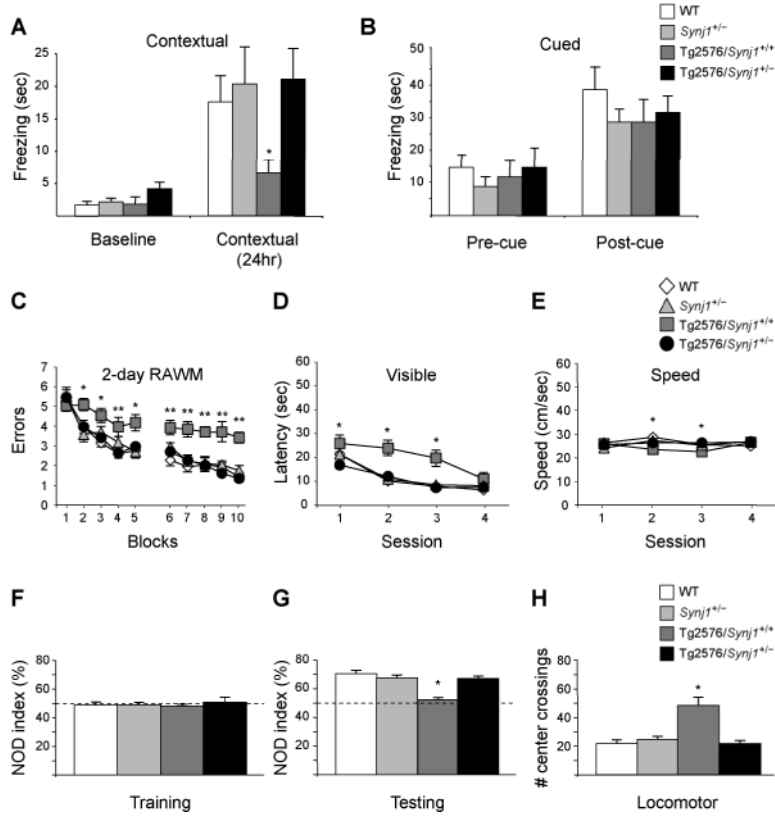 A
Contextual
Freezing (sec)
25
20
15
10
5
*
Baseline
Contextual
(24hr)
B
Cued
WT
Synj1+/−
Tg2576/Synj1+/+
Tg2576/Synj1+/−
Freezing (sec)
50
40
30
20
10
Pre-cue
Post-cue
C
2-day RAWM
Errors
7
6
5
4
3
2
1
0
* * ** * ** ** ** ** **
1 2 3 4 5 6 7 8 9 10
Blocks
D
Visible
Latency (sec)
60
50
40
30
20
10
0
* * *
1 2 3 4
Session
E
WT
Synj1+/−
Tg2576/Synj1+/+
Tg2576/Synj1+/−
Speed
Speed (cm/sec)
60
50
40
30
20
10
0
* *
1 2 3 4
Session
F
NOD index (%)
80
60
40
20
Training
G
NOD index (%)
80
60
40
20
*
Testing
H
WT
Synj1+/−
Tg2576/Synj1+/+
Tg2576/Synj1+/−
# center crossings
80
60
40
20
*
Locomotor